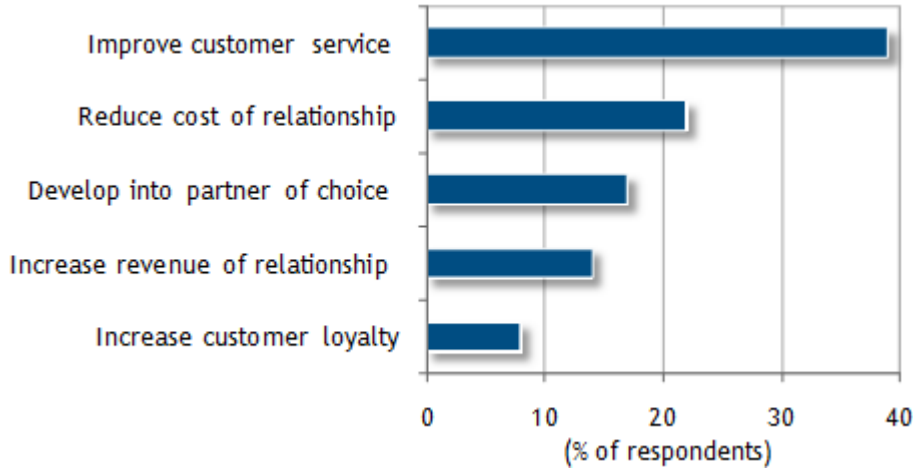 Improve customer service
Reduce cost of relationship
Develop into partner of choice
Increase revenue of relationship
Increase customer loyalty
0 10 20 30 40
(% of respondents)